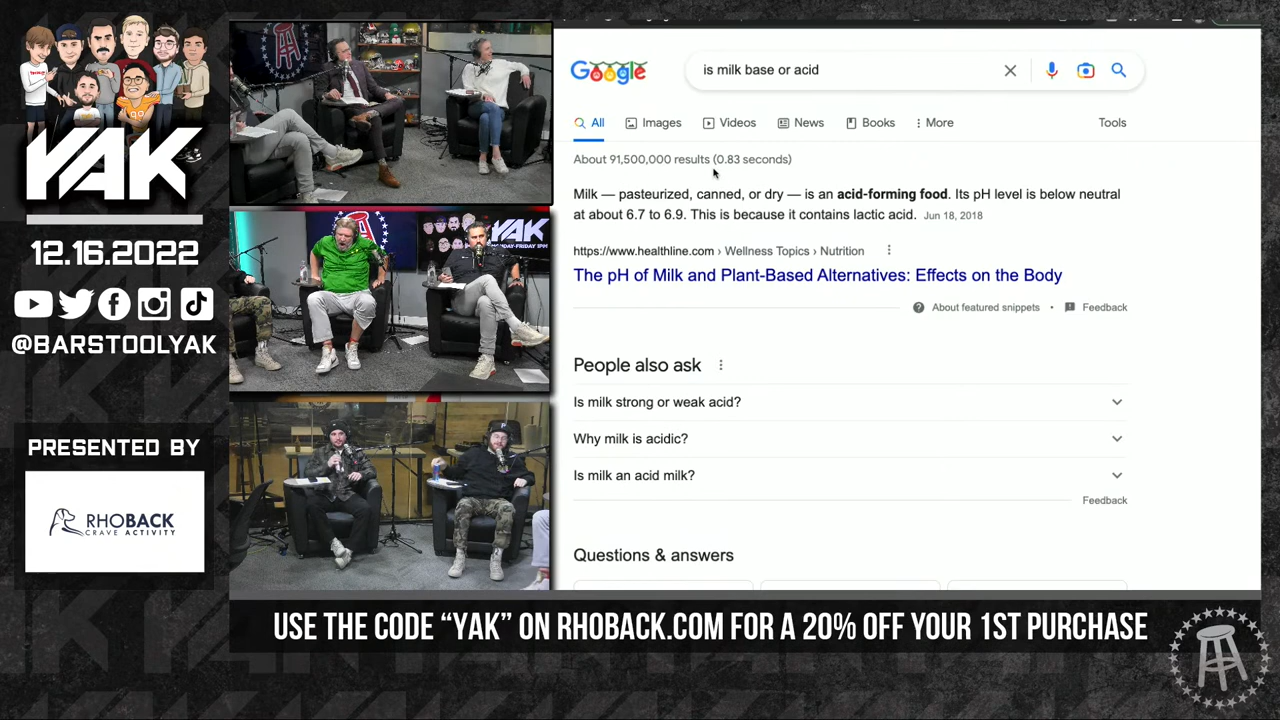 YAK
12.16.2022
@BARSTOOLYAK
PRESENTED BY
RHOBACK
CRAVE ACTIVITY
YAK
MONDAY-FRIDAY 1PM
Google
is milk base or acid
All
Images
Videos
News
Books
More
Tools
About 91,500,000 results (0.83 seconds)
Milk — pasteurized, canned, or dry — is an acid-forming food. Its pH level is below neutral
at about 6.7 to 6.9. This is because it contains lactic acid. Jun 18, 2018
https://www.healthline.com › Wellness Topics › Nutrition
The pH of Milk and Plant-Based Alternatives: Effects on the Body
About featured snippets • Feedback
People also ask
Is milk strong or weak acid?
Why milk is acidic?
Is milk an acid milk?
Feedback
Questions & answers
USE THE CODE “YAK” ON RHOBACK.COM FOR A 20% OFF YOUR 1ST PURCHASE